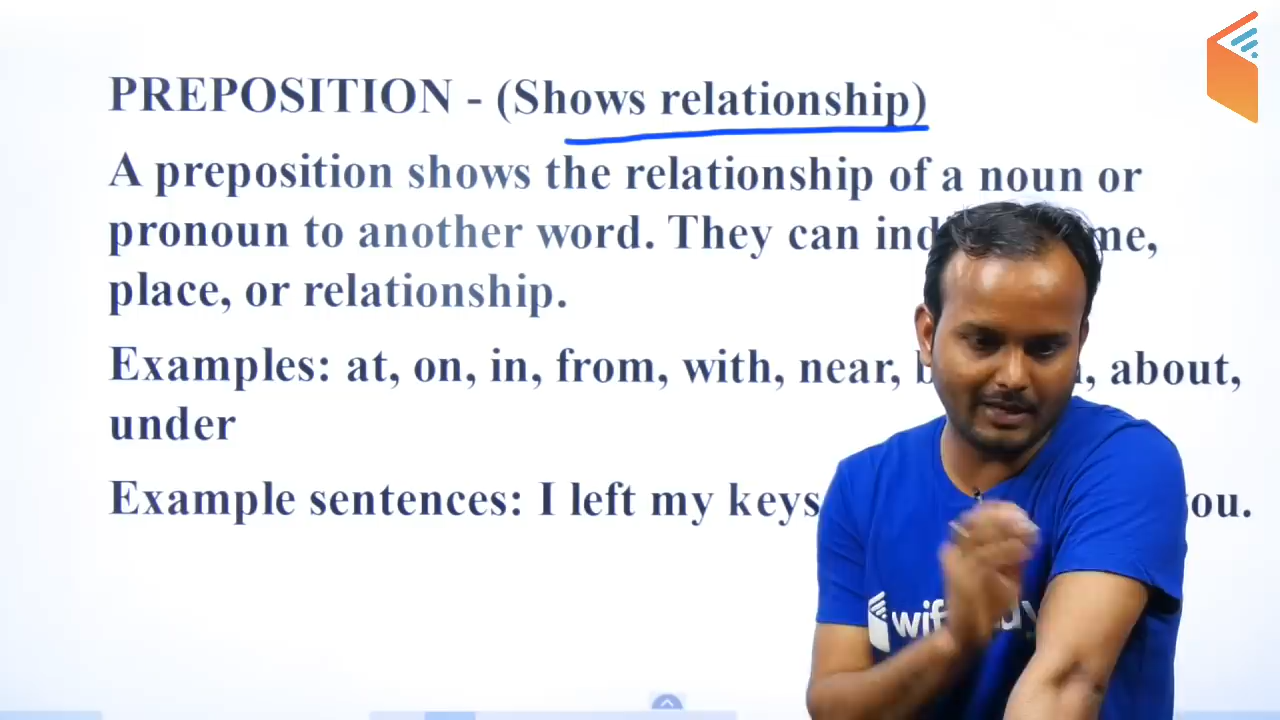 PREPOSITION - (Shows relationship)
A preposition shows the relationship of a noun or
pronoun to another word. They can
place, or relationship.
Examples: at, on, in, from, with, near, about,
under
Example sentences: I left my keys